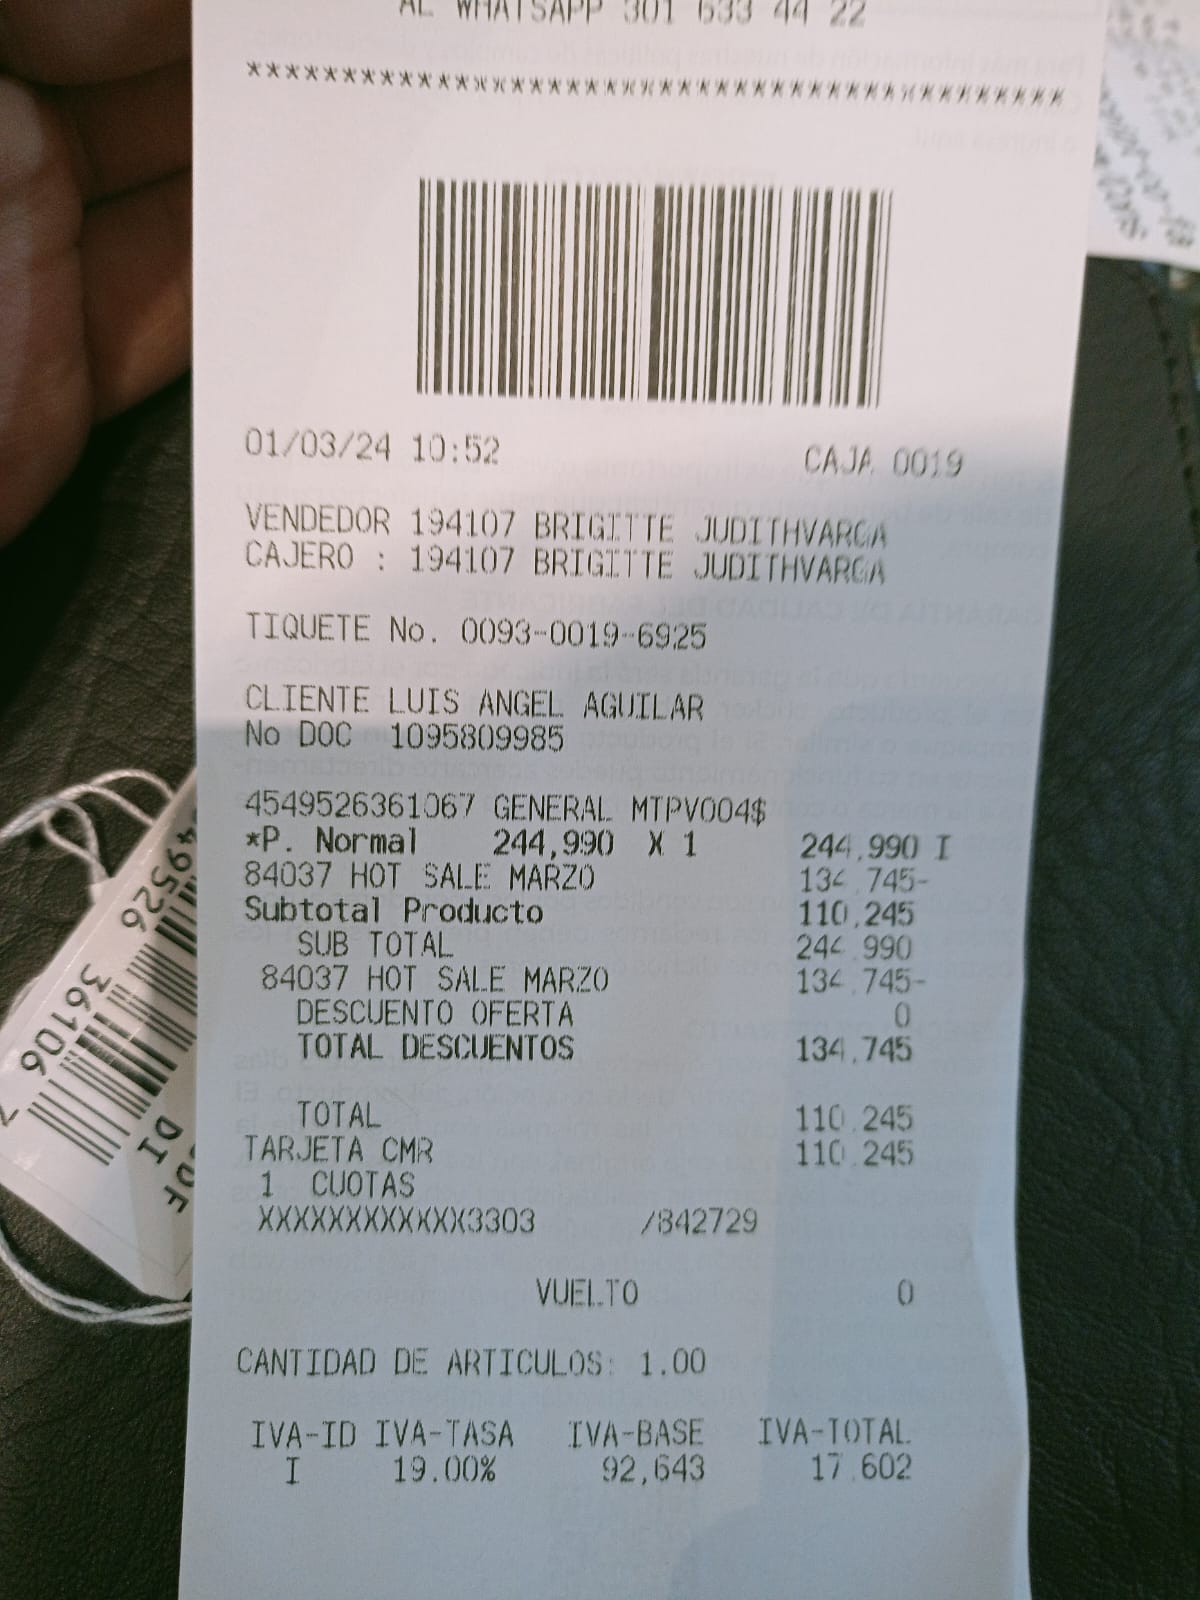 AL WHATSAPP 301 633 44 22
******************************************
01/03/24 10:52 CAJA 0019
VENDEDOR 194107 BRIGITTE JUDITHVARGA
CAJERO : 194107 BRIGITTE JUDITHVARGA
TIQUETE No. 0093-0019-6925
CLIENTE LUIS ANGEL AGUILAR
No DOC 1095809985
4549526361067 GENERAL MTPV004$
*P. Normal 244,990 X 1 244,990 I
84037 HOT SALE MARZO 134,745-
Subtotal Producto 110,245
SUB TOTAL 244,990
84037 HOT SALE MARZO 134,745-
DESCUENTO OFERTA 0
TOTAL DESCUENTOS 134,745
TOTAL 110,245
TARJETA CMR 110,245
1 CUOTAS
XXXXXXXXXXXX3303 /842729
VUELTO 0
CANTIDAD DE ARTICULOS: 1.00
IVA-ID IVA-TASA IVA-BASE IVA-TOTAL
I 19.00% 92,643 17,602
49526 36106 7
DI